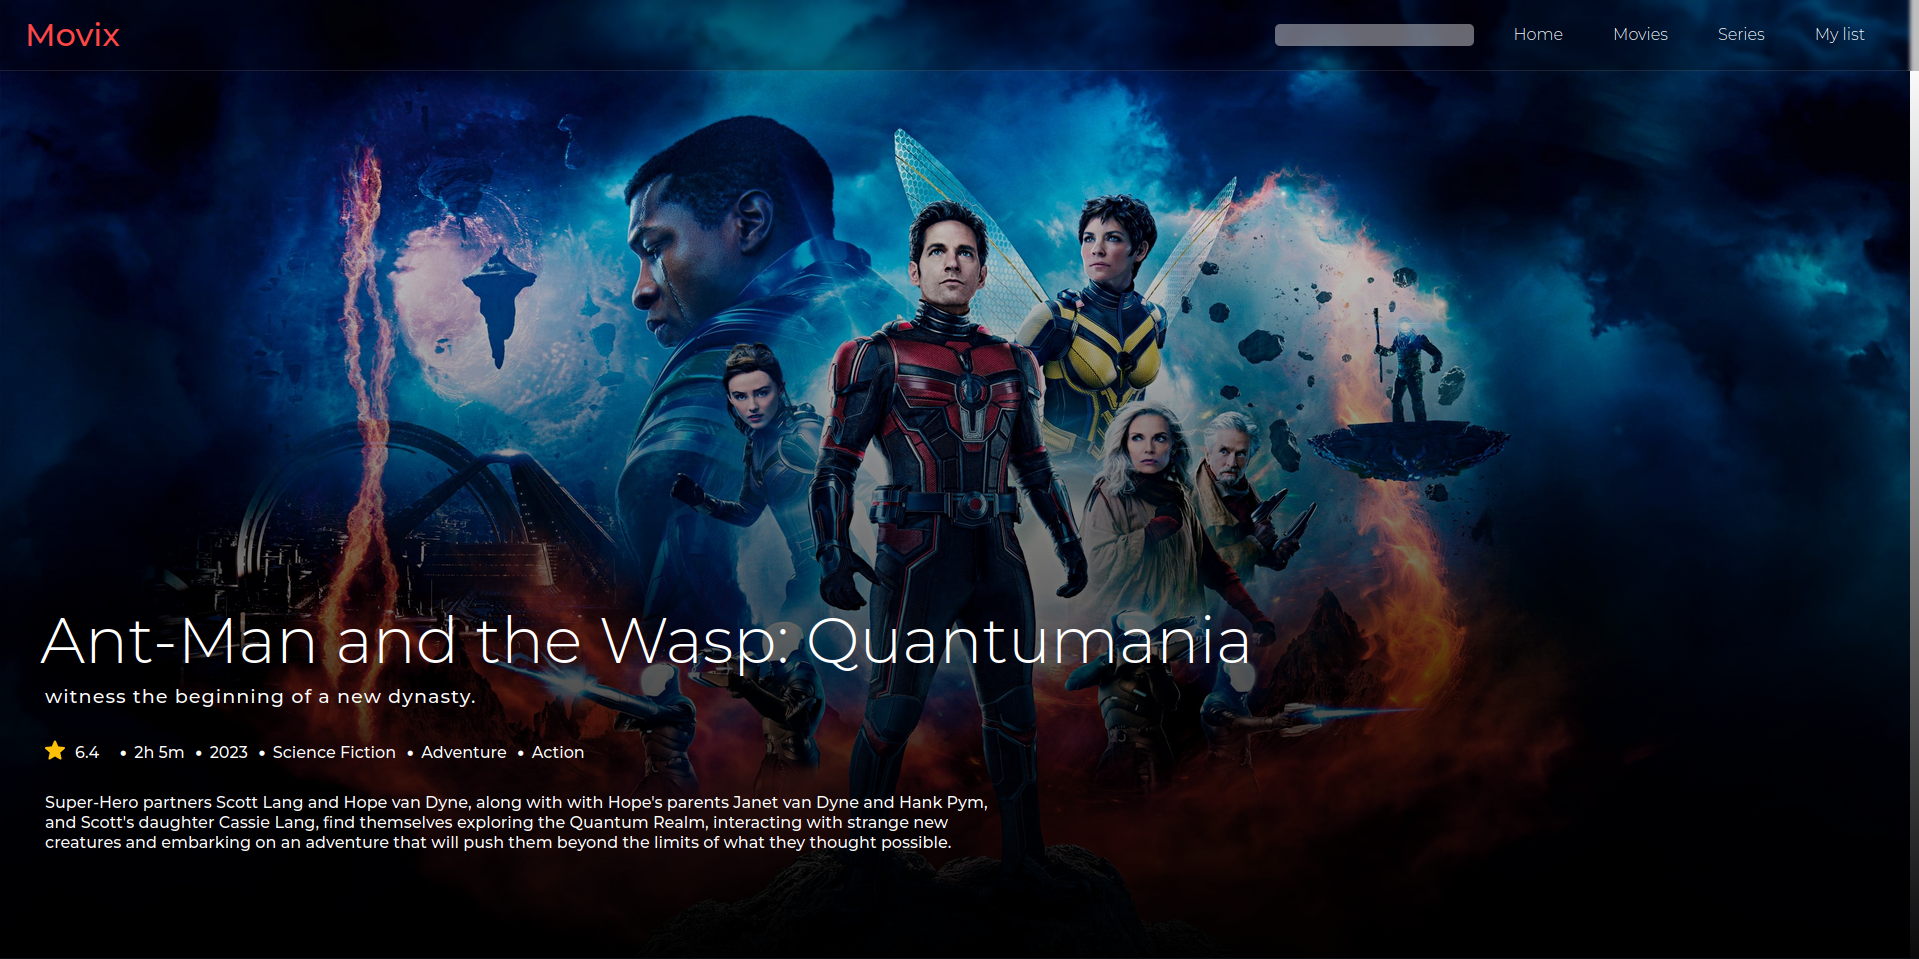 Movix
Home Movies Series My list
Ant-Man and the Wasp: Quantumania
witness the beginning of a new dynasty.
6.4 • 2h 5m • 2023 • Science Fiction • Adventure • Action
Super-Hero partners Scott Lang and Hope van Dyne, along with with Hope's parents Janet van Dyne and Hank Pym,
and Scott's daughter Cassie Lang, find themselves exploring the Quantum Realm, interacting with strange new
creatures and embarking on an adventure that will push them beyond the limits of what they thought possible.